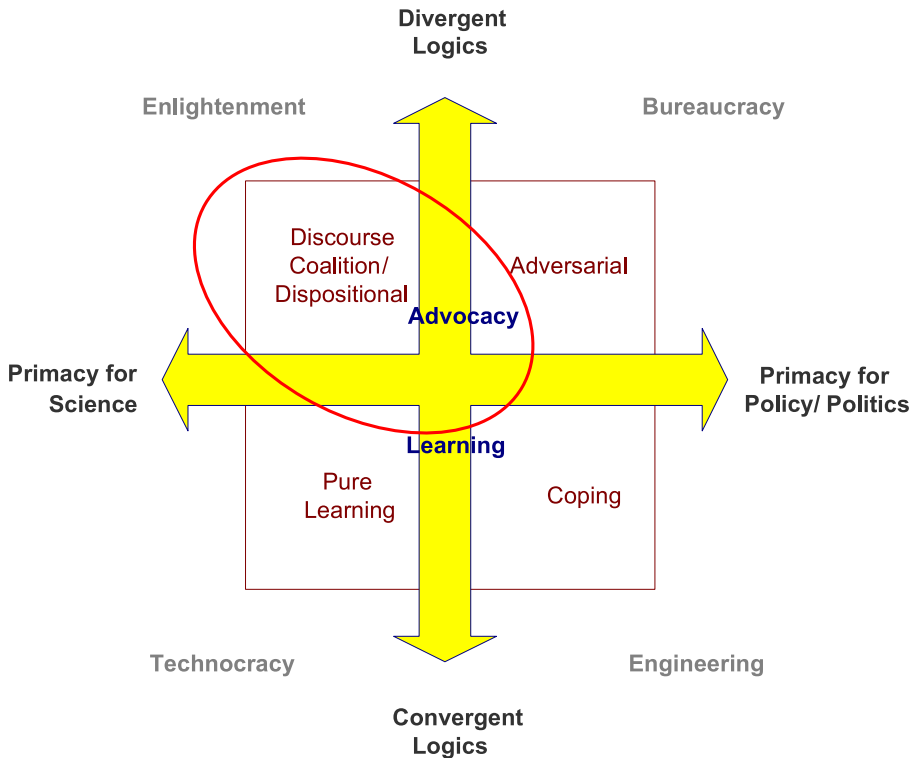 Divergent
Logics
Enlightenment
Bureaucracy
Discourse
Coalition/
Dispositional
Adversarial
Advocacy
Primacy for
Science
Primacy for
Policy/ Politics
Learning
Pure
Learning
Coping
Technocracy
Engineering
Convergent
Logics